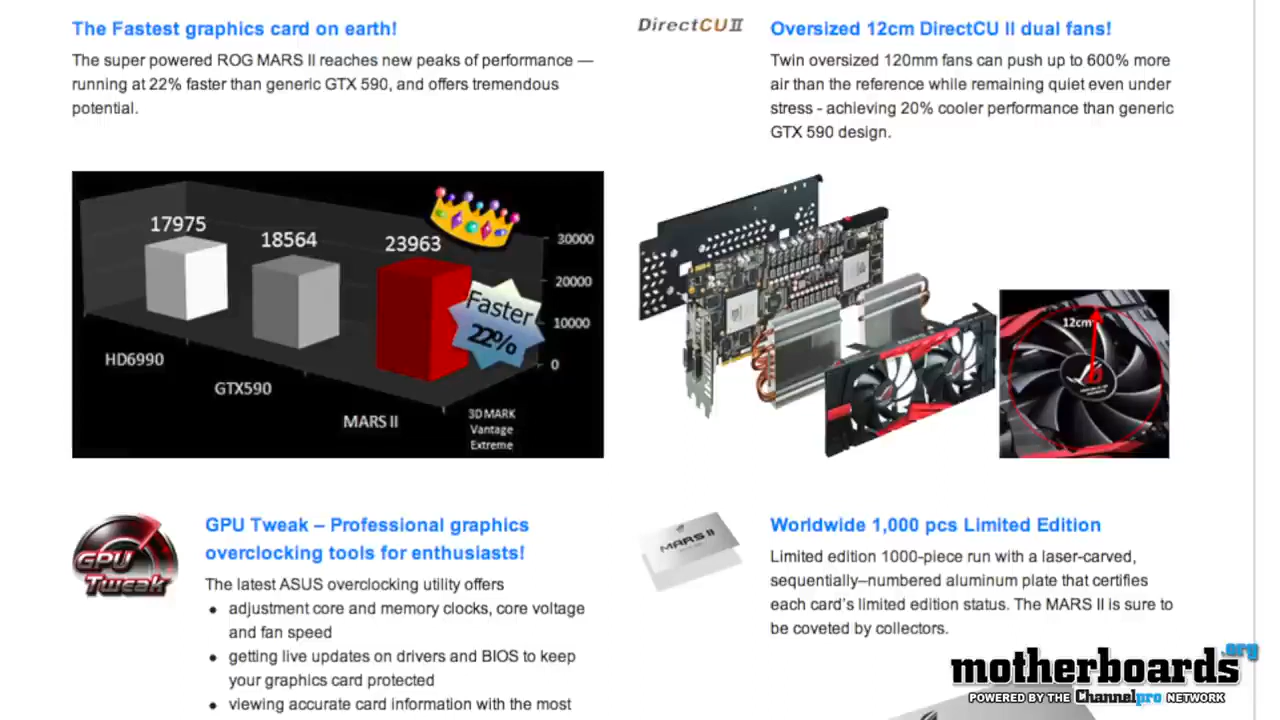 The Fastest graphics card on earth!
The super powered ROG MARS II reaches new peaks of performance —
running at 22% faster than generic GTX 590, and offers tremendous
potential.
17975
18564
23963
30000
20000
10000
0
Faster
22%
HD6990
GTX590
MARS II
3D MARK
Vantage
Extreme
DirectCU II
Oversized 12cm DirectCU II dual fans!
Twin oversized 120mm fans can push up to 600% more
air than the reference while remaining quiet even under
stress - achieving 20% cooler performance than generic
GTX 590 design.
12cm
GPU
Tweak
GPU Tweak – Professional graphics
overclocking tools for enthusiasts!
The latest ASUS overclocking utility offers
• adjustment core and memory clocks, core voltage
and fan speed
• getting live updates on drivers and BIOS to keep
your graphics card protected
• viewing accurate card information with the most
MARS II
Worldwide 1,000 pcs Limited Edition
Limited edition 1000-piece run with a laser-carved,
sequentially–numbered aluminum plate that certifies
each card's limited edition status. The MARS II is sure to
be coveted by collectors.
motherboards.org
POWERED BY THE Channelpro NETWORK